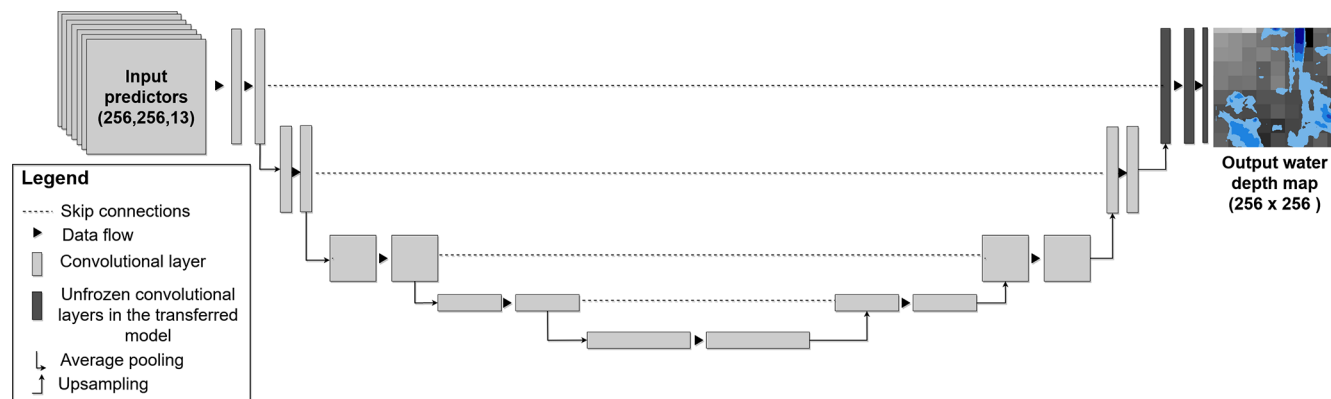 Input
predictors
(256,256,13)
Output water
depth map
(256 x 256 )
Legend
Skip connections
Data flow
Convolutional layer
Unfrozen convolutional
layers in the transferred
model
Average pooling
Upsampling